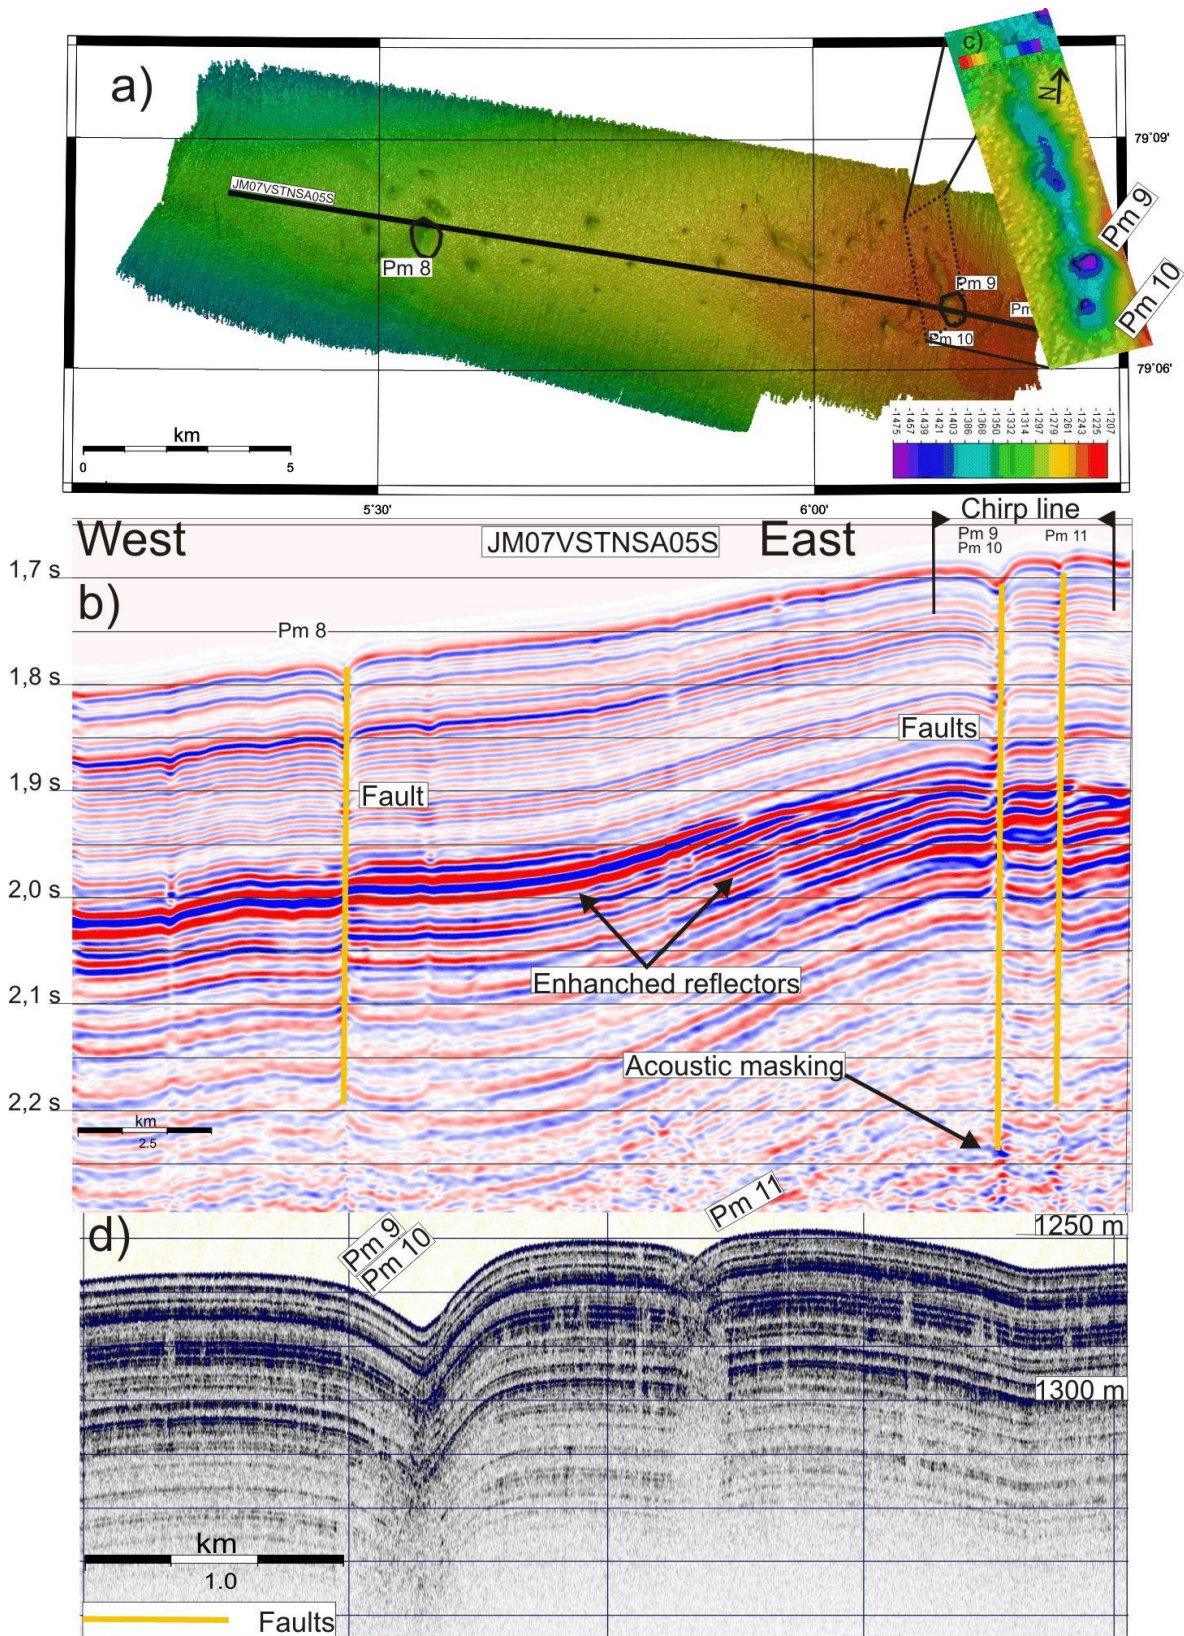 a)
c)
N
79°09'
JM07VSTNSA05S
Pm 8
Pm 9
Pm 10
Pm
Pm 9
Pm 10
79°06'
km
0 5
-1475 -1457 -1439 -1421 -1403 -1386 -1368 -1350 -1332 -1314 -1297 -1279 -1261 -1243 -1225 -1207
5°30' 6°00'
West JM07VSTNSA05S East
Chirp line
Pm 9
Pm 10
Pm 11
1,7 s
b)
Pm 8
1,8 s
Faults
1,9 s
Fault
2,0 s
Enhanched reflectors
2,1 s
Acoustic masking
2,2 s
km
2.5
Pm 11
d)
Pm 9
Pm 10
1250 m
1300 m
km
1.0
Faults